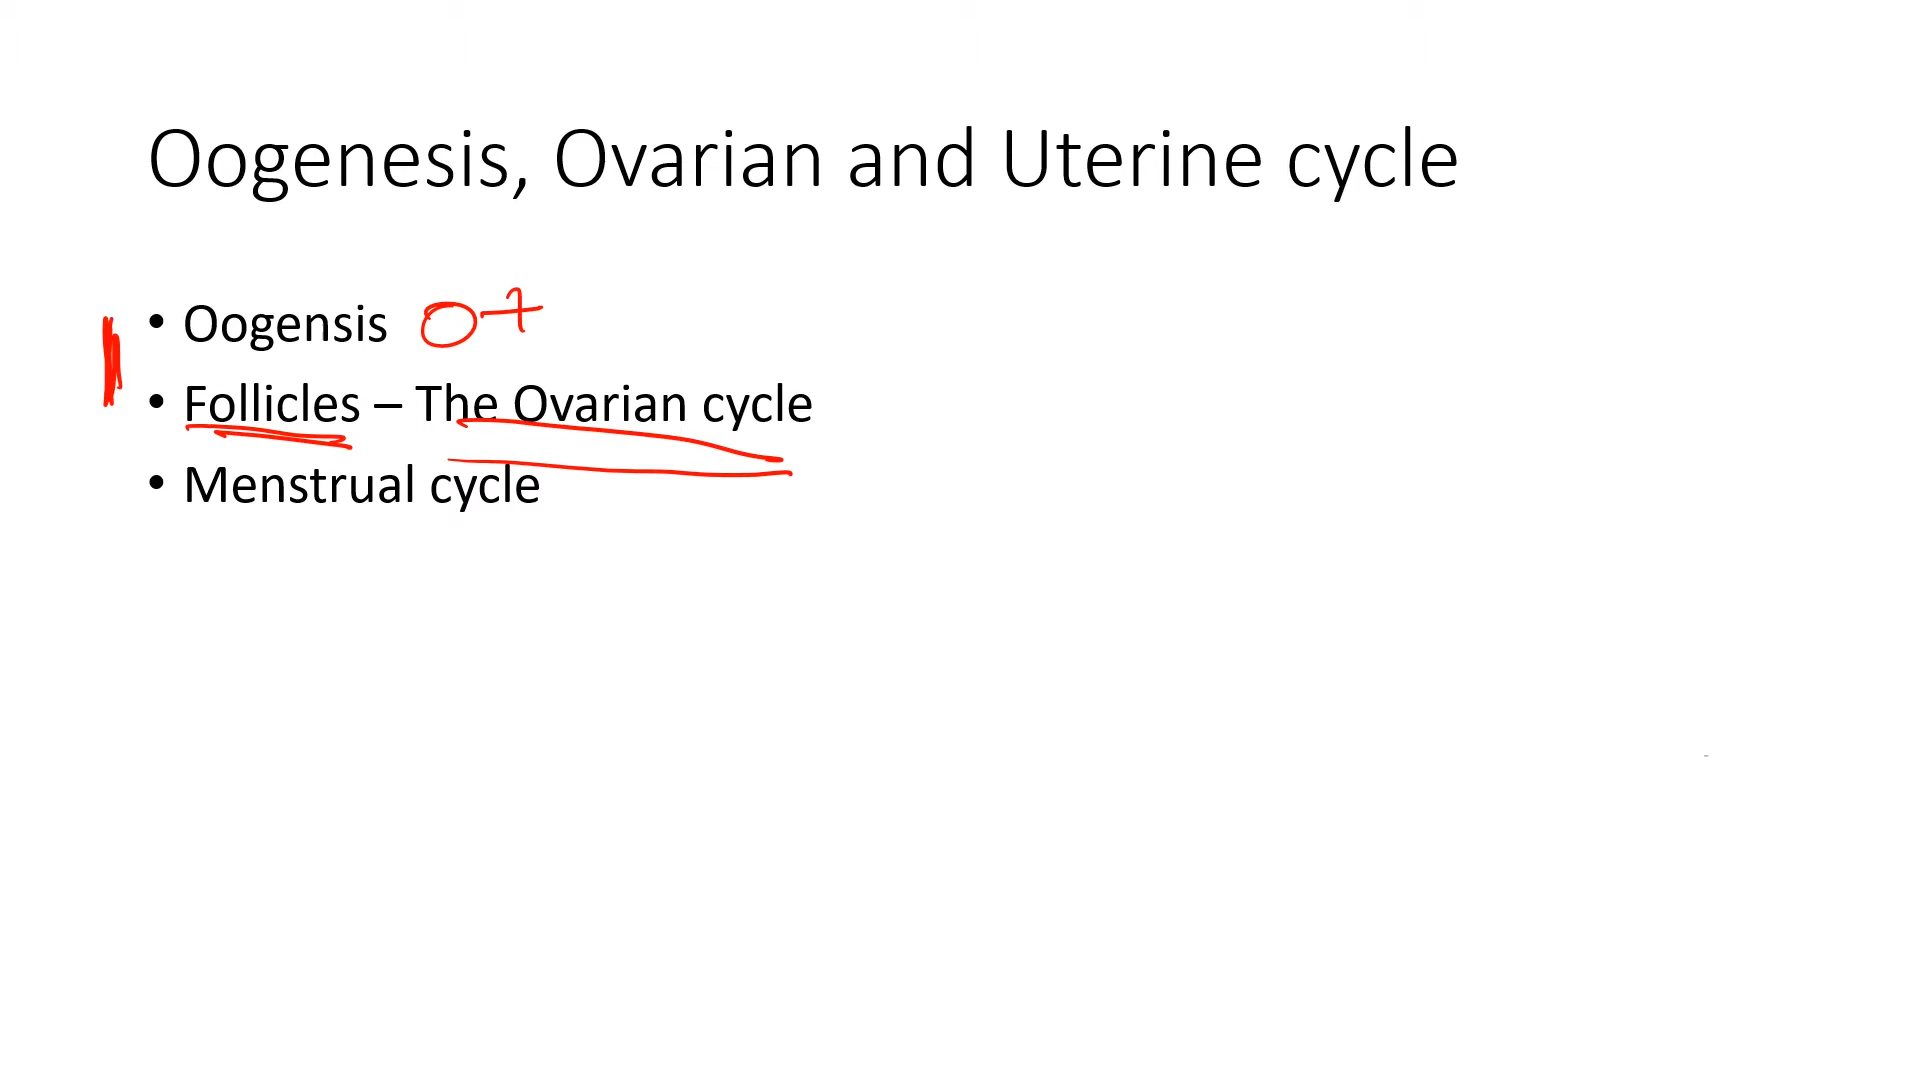 Oogenesis, Ovarian and Uterine cycle
• Oogensis
• Follicles – The Ovarian cycle
• Menstrual cycle